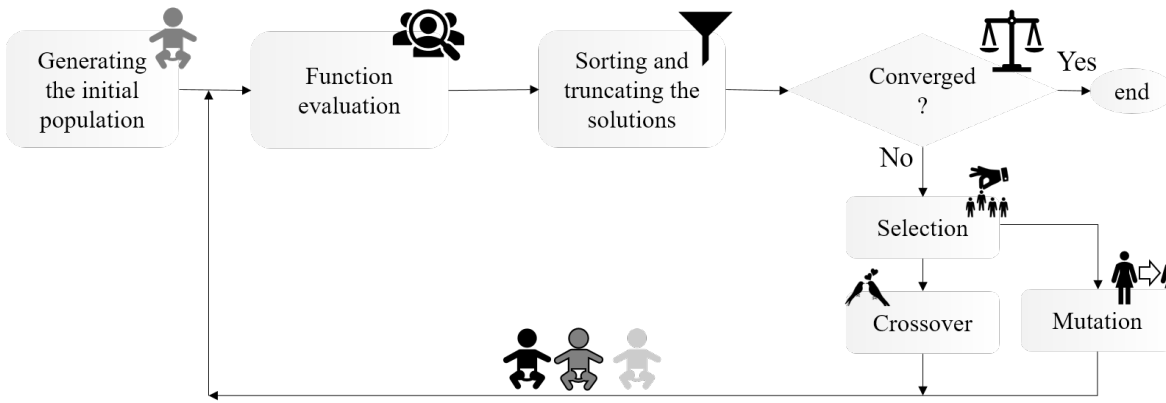 Generating
the initial
population
Function
evaluation
Sorting and
truncating the
solutions
Converged
?
Yes
end
No
Selection
Crossover
Mutation